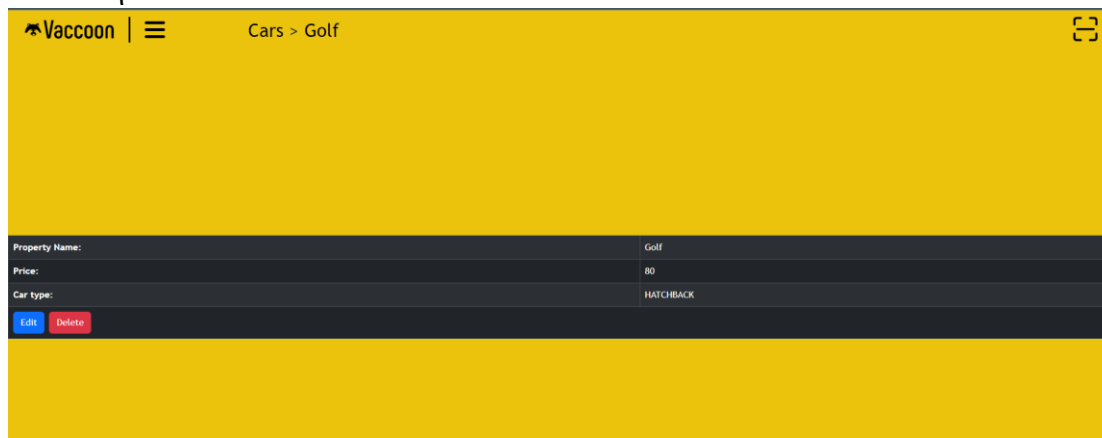 Vaccoon
Cars > Golf
Property Name: Golf
Price: 80
Car type: HATCHBACK
Edit Delete